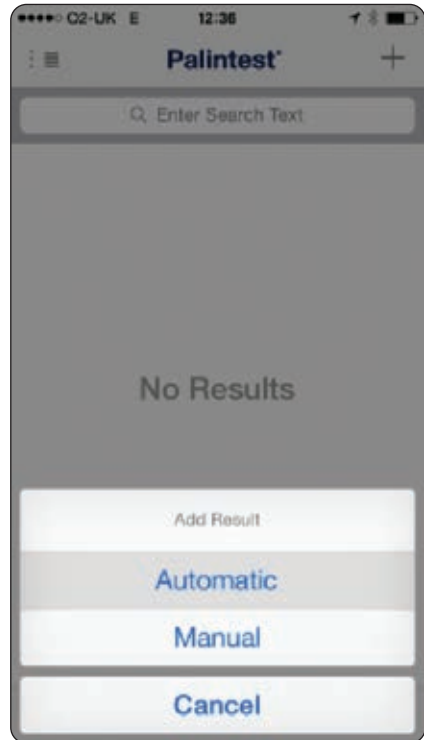 O2-UK E 12:36
Palintest
Enter Search Text
No Results
Add Result
Automatic
Manual
Cancel